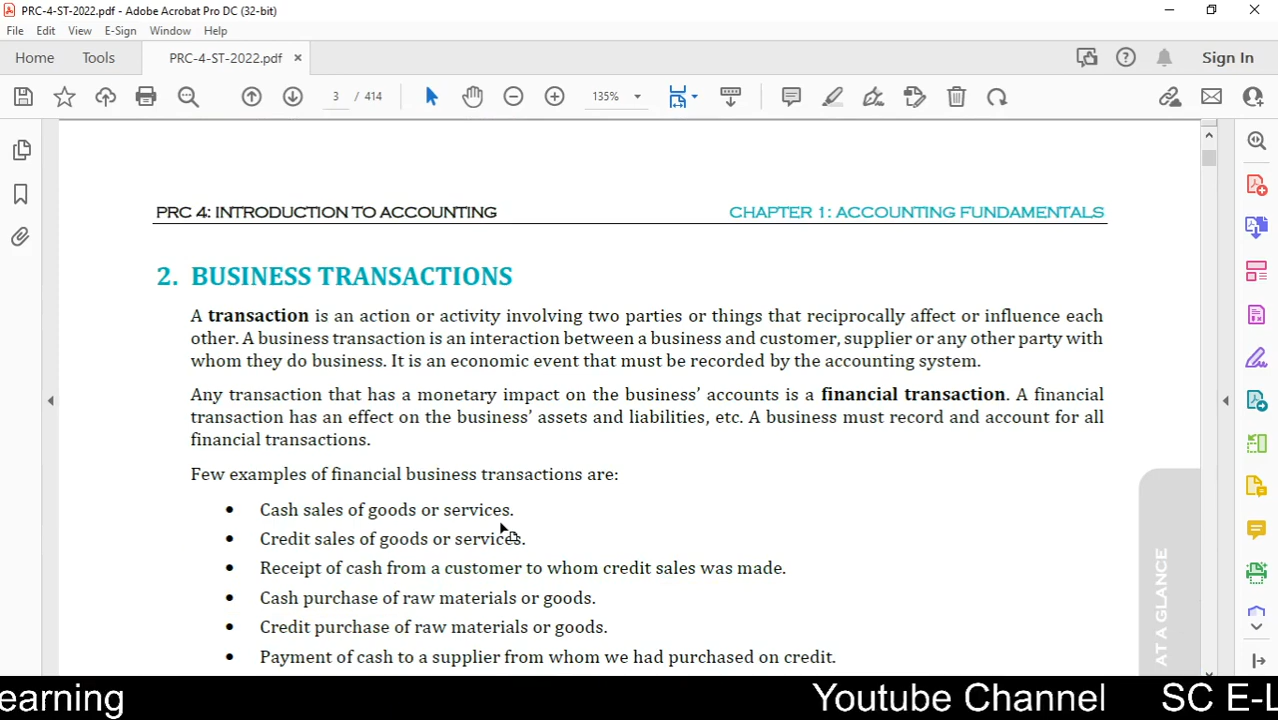 PRC-4-ST-2022.pdf - Adobe Acrobat Pro DC (32-bit)
File Edit View E-Sign Window Help
Home Tools PRC-4-ST-2022.pdf × Sign In
3 / 414 135%
PRC 4: INTRODUCTION TO ACCOUNTING CHAPTER 1: ACCOUNTING FUNDAMENTALS
2. BUSINESS TRANSACTIONS
A transaction is an action or activity involving two parties or things that reciprocally affect or influence each
other. A business transaction is an interaction between a business and customer, supplier or any other party with
whom they do business. It is an economic event that must be recorded by the accounting system.
Any transaction that has a monetary impact on the business’ accounts is a financial transaction. A financial
transaction has an effect on the business’ assets and liabilities, etc. A business must record and account for all
financial transactions.
Few examples of financial business transactions are:
• Cash sales of goods or services.
• Credit sales of goods or services.
• Receipt of cash from a customer to whom credit sales was made.
• Cash purchase of raw materials or goods.
• Credit purchase of raw materials or goods.
• Payment of cash to a supplier from whom we had purchased on credit.
AT A GLANCE
earning Youtube Channel SC E-L